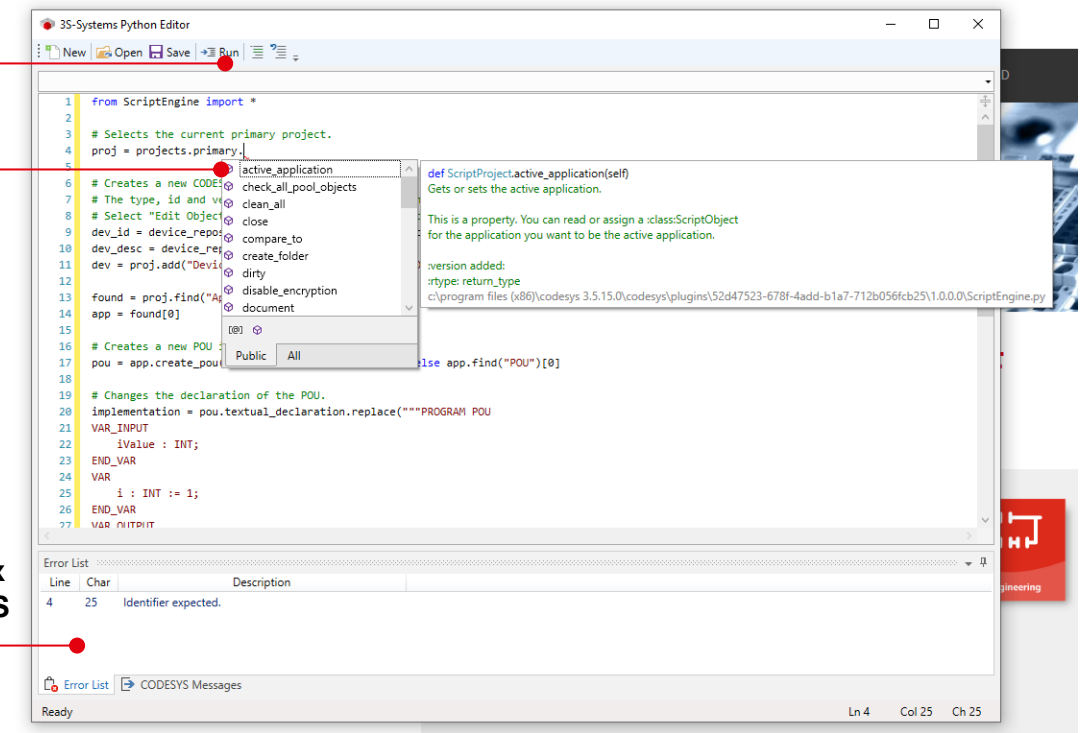 3S-Systems Python Editor
New Open Save Run
D
1 from ScriptEngine import *
2
3 # Selects the current primary project.
4 proj = projects.primary.
5
6 # Creates a new CODES
7 # The type, id and ve
8 # Select "Edit Object
9 dev_id = device_repos
10 dev_desc = device_rep
11 dev = proj.add("Devic
12
13 found = proj.find("Ap
14 app = found[0]
15
16 # Creates a new POU i
17 pou = app.create_pou( else app.find("POU")[0]
18
19 # Changes the declaration of the POU.
20 implementation = pou.textual_declaration.replace("""PROGRAM POU
21 VAR_INPUT
22 iValue : INT;
23 END_VAR
24 VAR
25 i : INT := 1;
26 END_VAR
27 VAR_OUTPUT
active_application
check_all_pool_objects
clean_all
close
compare_to
create_folder
dirty
disable_encryption
document
Public All
def ScriptProject.active_application(self)
Gets or sets the active application.
This is a property. You can read or assign a :class:ScriptObject
for the application you want to be the active application.
:version added:
:rtype: return_type
c:\program files (x86)\codesys 3.5.15.0\codesys\plugins\52d47523-678f-4add-b1a7-712b056fcb25\1.0.0.0\ScriptEngine.py
Error List
Line Char Description
4 25 Identifier expected.
Error List CODESYS Messages
Ready Ln 4 Col 25 Ch 25
x
S
gineering